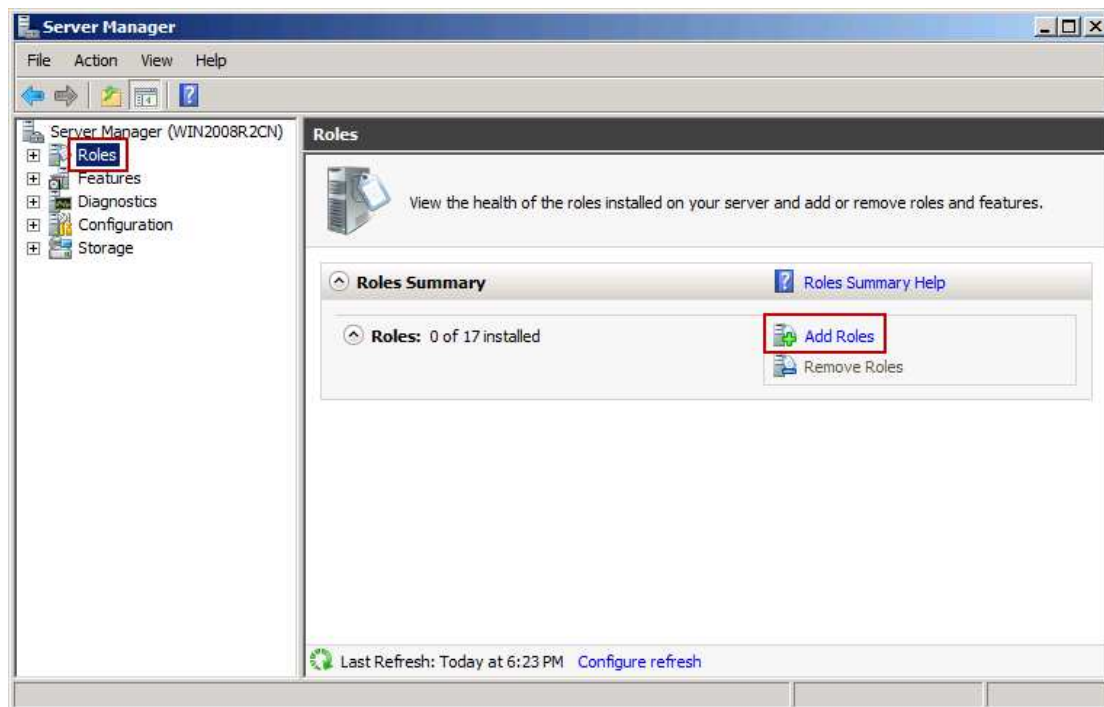 Server Manager
File Action View Help
Server Manager (WIN2008R2CN)
Roles
Features
Diagnostics
Configuration
Storage
Roles
View the health of the roles installed on your server and add or remove roles and features.
Roles Summary
Roles Summary Help
Roles: 0 of 17 installed
Add Roles
Remove Roles
Last Refresh: Today at 6:23 PM Configure refresh